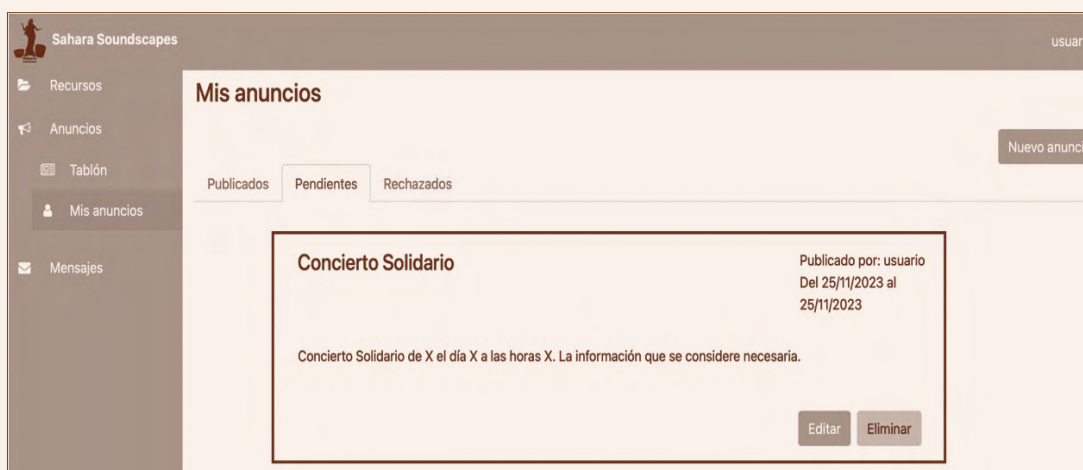 Sahara Soundscapes
usuar
Recursos
Anuncios
Tablón
Mis anuncios
Mensajes
Mis anuncios
Nuevo anunci
Publicados
Pendientes
Rechazados
Concierto Solidario
Publicado por: usuario
Del 25/11/2023 al
25/11/2023
Concierto Solidario de X el día X a las horas X. La información que se considere necesaria.
Editar
Eliminar